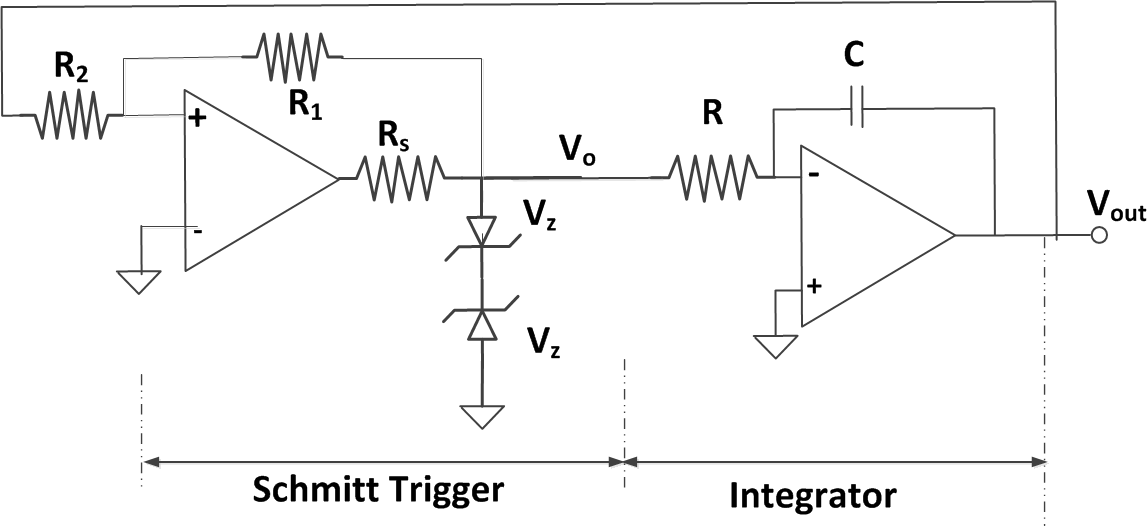 R2
R1
+
-
Rs
Vo
Vz
Vz
R
C
-
+
Vout
Schmitt Trigger
Integrator